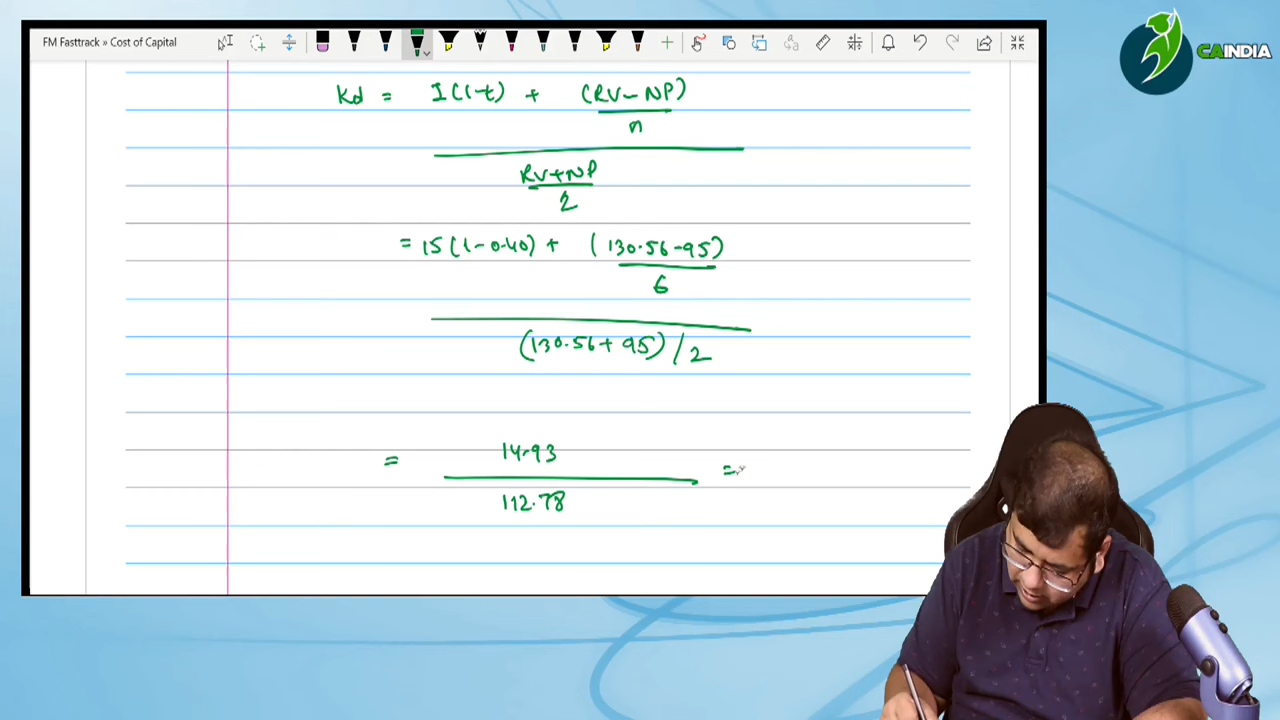 FM Fasttrack » Cost of Capital
CAINDIA
Kd = I(1-t) + (RV-NP)
n
RV+NP
2
= 15(1-0.40) + (130.56-95)
6
(130.56+95)/2
= 14.93 =
112.78